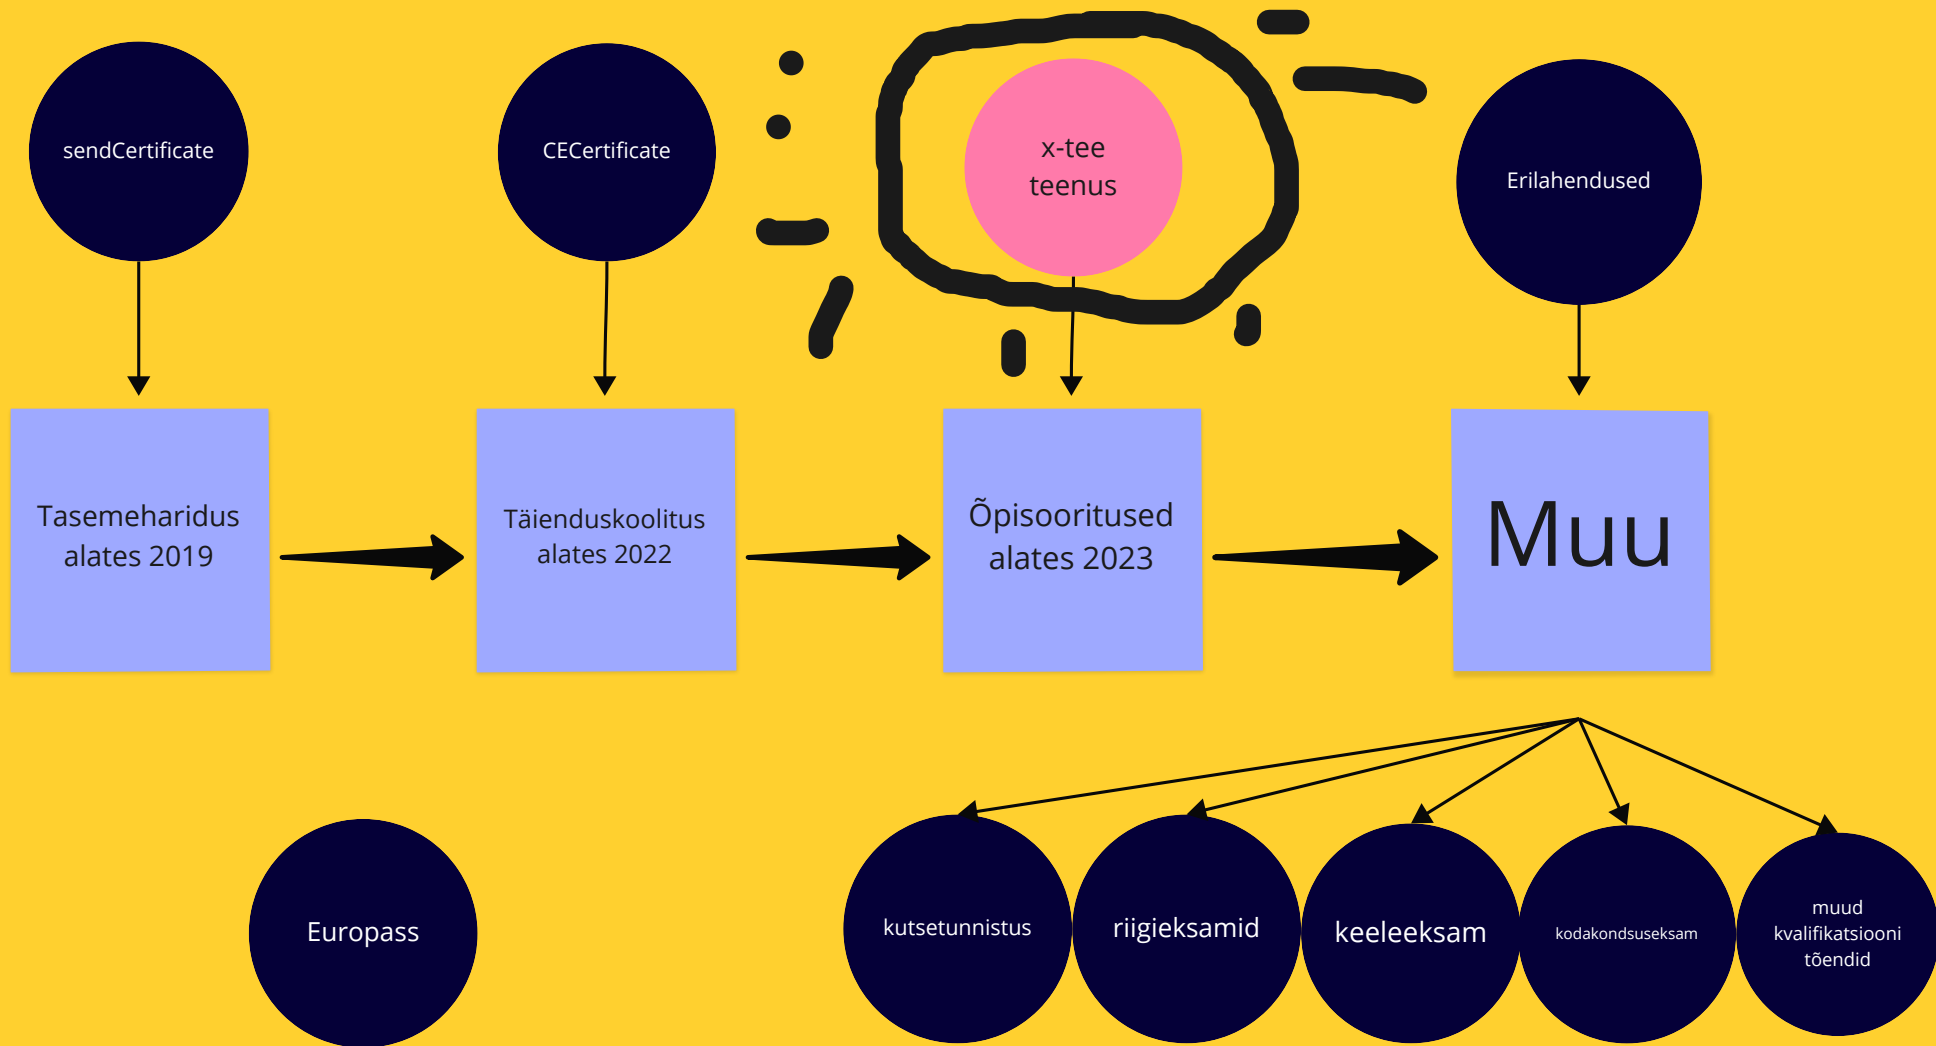 sendCertificate
CECertificate
x-tee
teenus
Erilahendused
Tasemeharidus
alates 2019
Täienduskoolitus
alates 2022
Õpisooritused
alates 2023
Muu
Europass
kutsetunnistus
riigieksamid
keeleeksam
kodakondsuseksam
muud
kvalifikatsiooni
tõendid